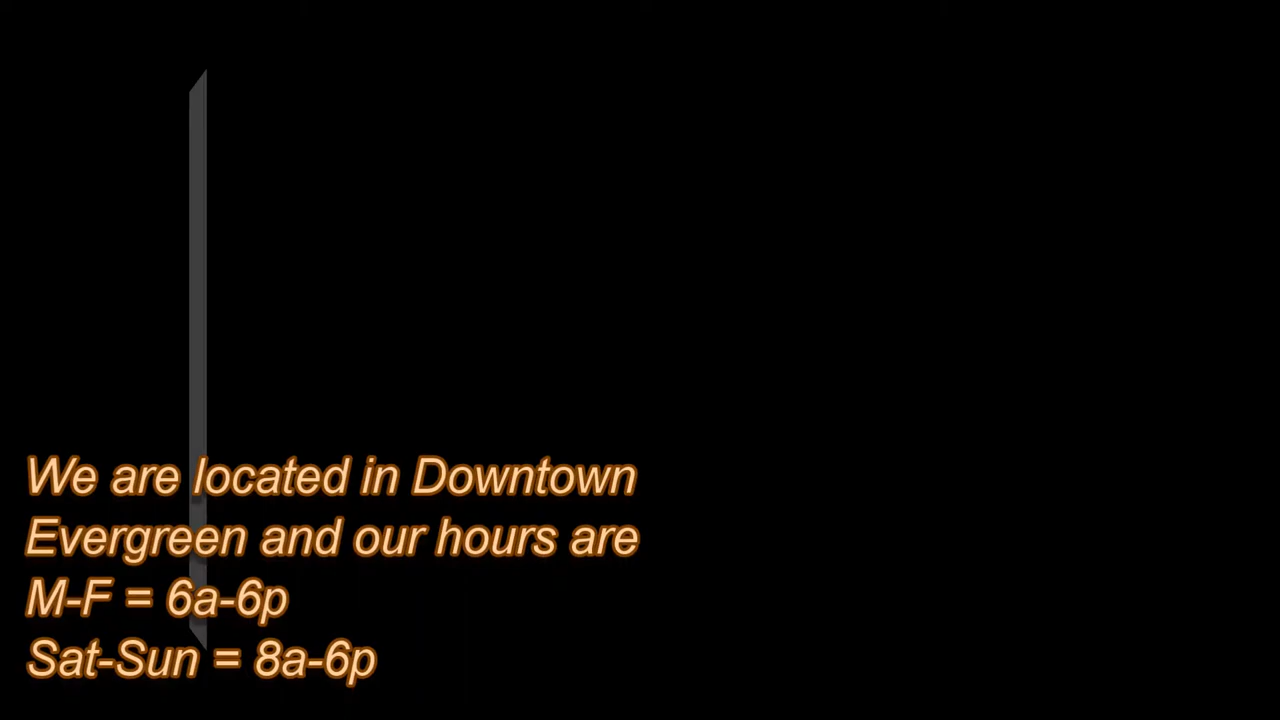 We are located in Downtown
Evergreen and our hours are
M-F = 6a-6p
Sat-Sun = 8a-6p